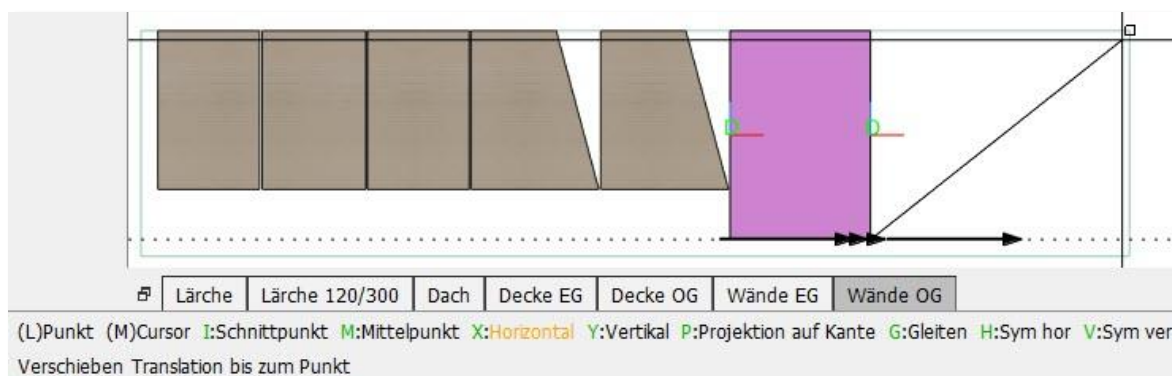 Lärche Lärche 120/300 Dach Decke EG Decke OG Wände EG Wände OG
(L)Punkt (M)Cursor I:Schnittpunkt M:Mittelpunkt X:Horizontal Y:Vertikal P:Projektion auf Kante G:Gleiten H:Sym hor V:Sym ver
Verschieben Translation bis zum Punkt